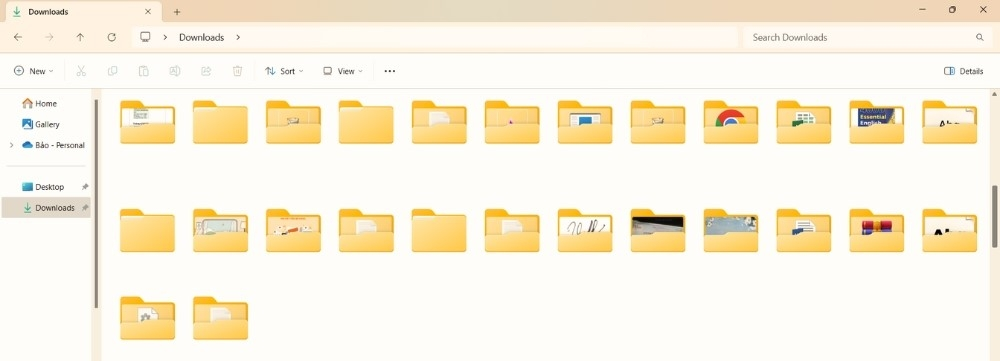 Downloads
Downloads
Search Downloads
New
Sort
View
Details
Home
Gallery
Bảo - Personal
Desktop
Downloads
Essential
English